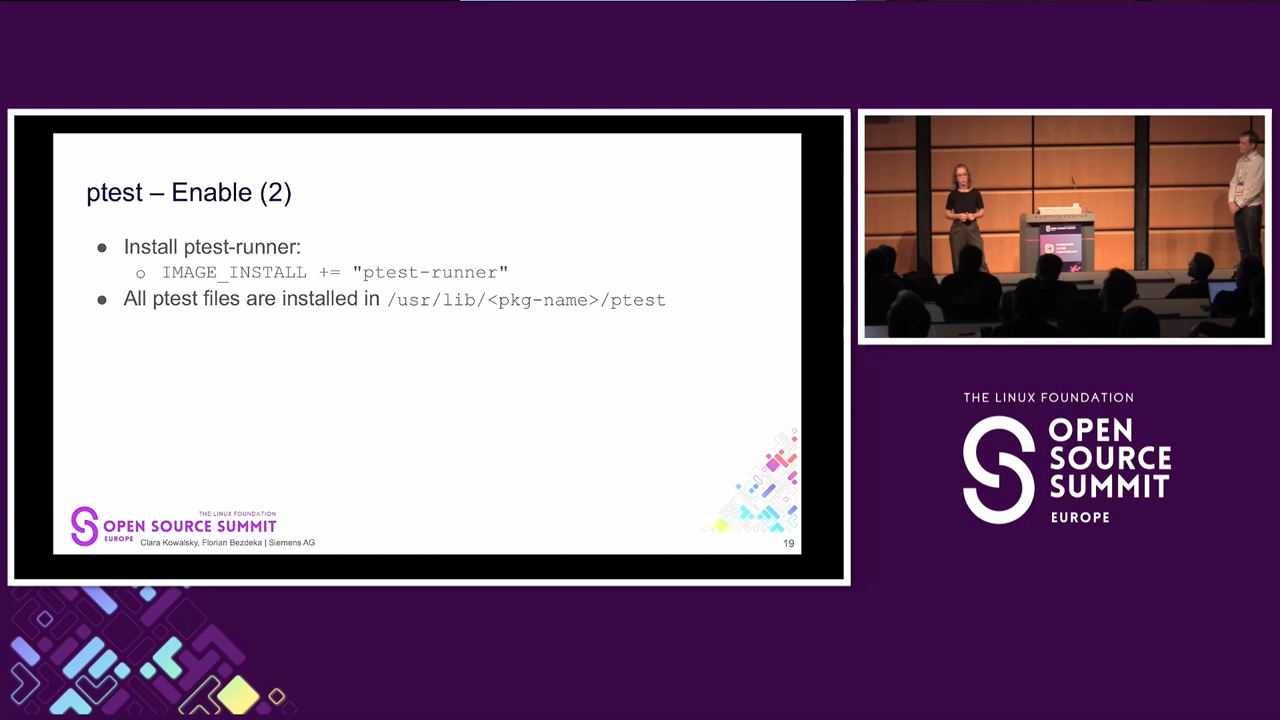 ptest – Enable (2)
● Install ptest-runner:
○ IMAGE_INSTALL += "ptest-runner"
● All ptest files are installed in /usr/lib/<pkg-name>/ptest
THE LINUX FOUNDATION
OPEN SOURCE SUMMIT
EUROPE
Clara Kowalsky, Florian Bezdeka | Siemens AG
19
THE LINUX FOUNDATION
OPEN
SOURCE
SUMMIT
EUROPE